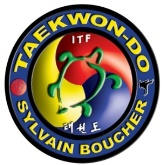 TAEKWON-DO
ITF
태권도
SYLVAIN BOUCHER